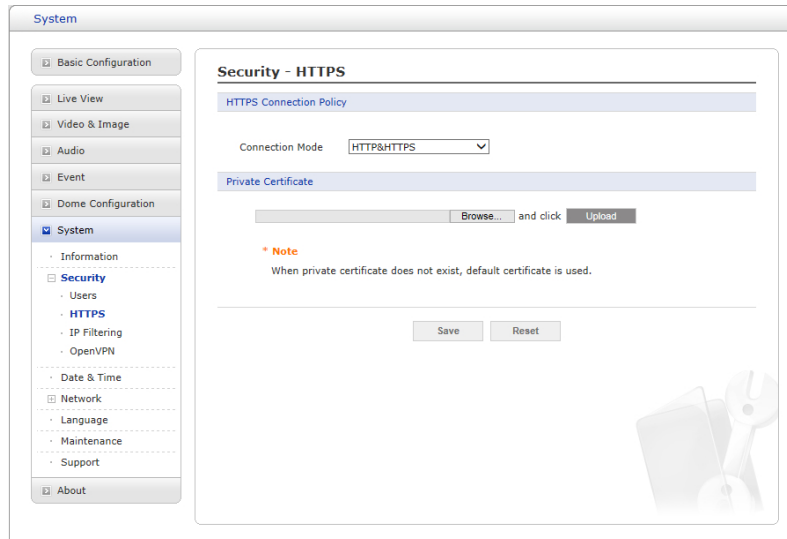 System
Basic Configuration
Live View
Video & Image
Audio
Event
Dome Configuration
System
Information
Security
Users
HTTPS
IP Filtering
OpenVPN
Date & Time
Network
Language
Maintenance
Support
About
Security - HTTPS
HTTPS Connection Policy
Connection Mode HTTP&HTTPS
Private Certificate
Browse... and click Upload
* Note
When private certificate does not exist, default certificate is used.
Save Reset